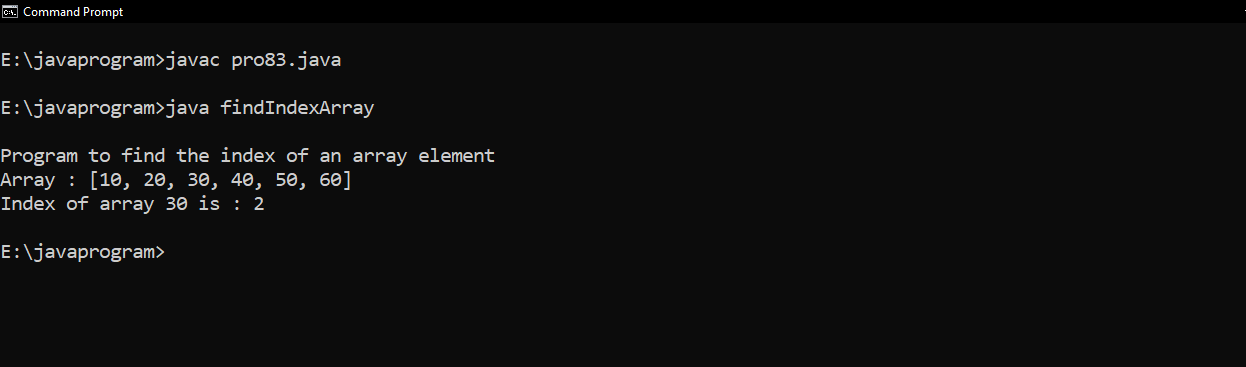 Command Prompt
E:\javaprogram>javac pro83.java
E:\javaprogram>java findIndexArray
Program to find the index of an array element
Array : [10, 20, 30, 40, 50, 60]
Index of array 30 is : 2
E:\javaprogram>